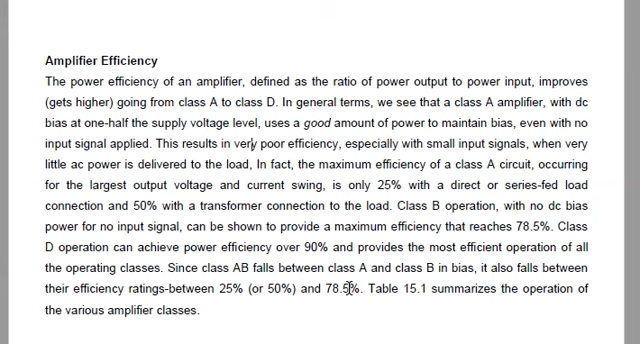 Amplifier Efficiency
The power efficiency of an amplifier, defined as the ratio of power output to power input, improves
(gets higher) going from class A to class D. In general terms, we see that a class A amplifier, with dc
bias at one-half the supply voltage level, uses a good amount of power to maintain bias, even with no
input signal applied. This results in very poor efficiency, especially with small input signals, when very
little ac power is delivered to the load, In fact, the maximum efficiency of a class A circuit, occurring
for the largest output voltage and current swing, is only 25% with a direct or series-fed load
connection and 50% with a transformer connection to the load. Class B operation, with no dc bias
power for no input signal, can be shown to provide a maximum efficiency that reaches 78.5%. Class
D operation can achieve power efficiency over 90% and provides the most efficient operation of all
the operating classes. Since class AB falls between class A and class B in bias, it also falls between
their efficiency ratings-between 25% (or 50%) and 78.5%. Table 15.1 summarizes the operation of
the various amplifier classes.